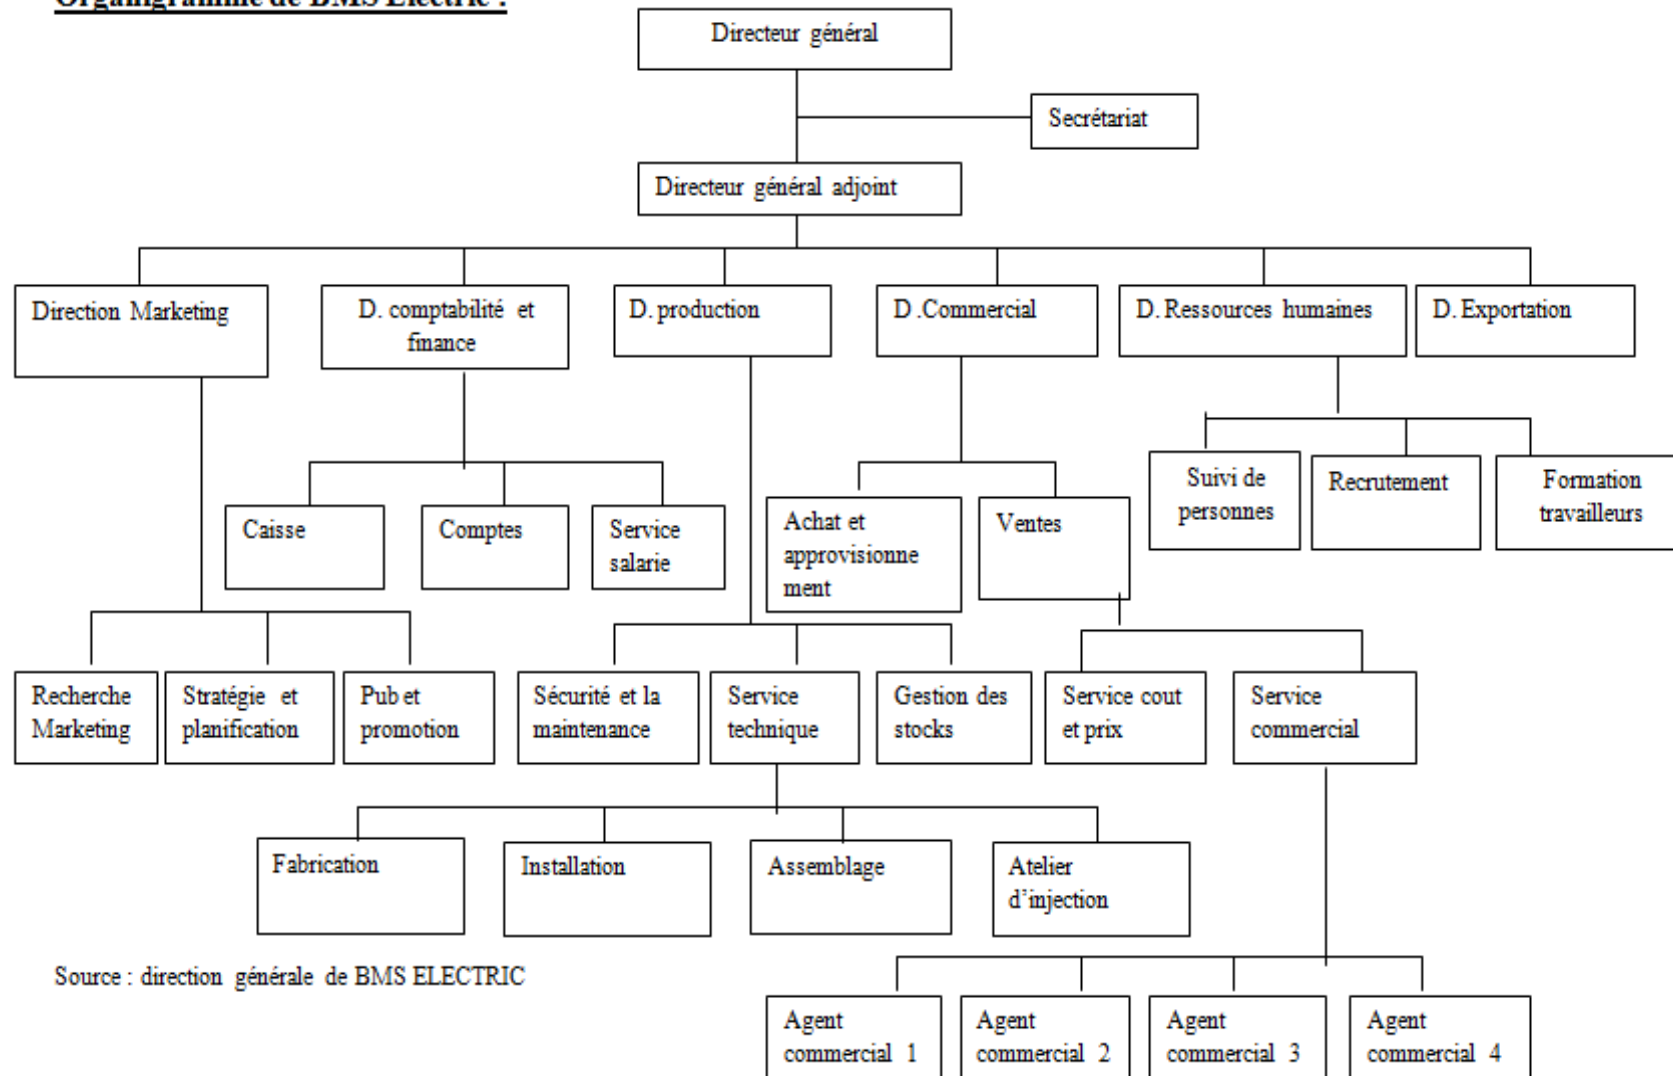 Organigramme de BMS Electric :
Directeur général
Secrétariat
Directeur général adjoint
Direction Marketing
D. comptabilité et
finance
D. production
D .Commercial
D. Ressources humaines
D. Exportation
Suivi de
personnes
Recrutement
Formation
travailleurs
Caisse
Comptes
Service
salarie
Achat et
approvisionne
ment
Ventes
Recherche
Marketing
Stratégie et
planification
Pub et
promotion
Sécurité et la
maintenance
Service
technique
Gestion des
stocks
Service cout
et prix
Service
commercial
Fabrication
Installation
Assemblage
Atelier
d’injection
Source : direction générale de BMS ELECTRIC
Agent
commercial 1
Agent
commercial 2
Agent
commercial 3
Agent
commercial 4